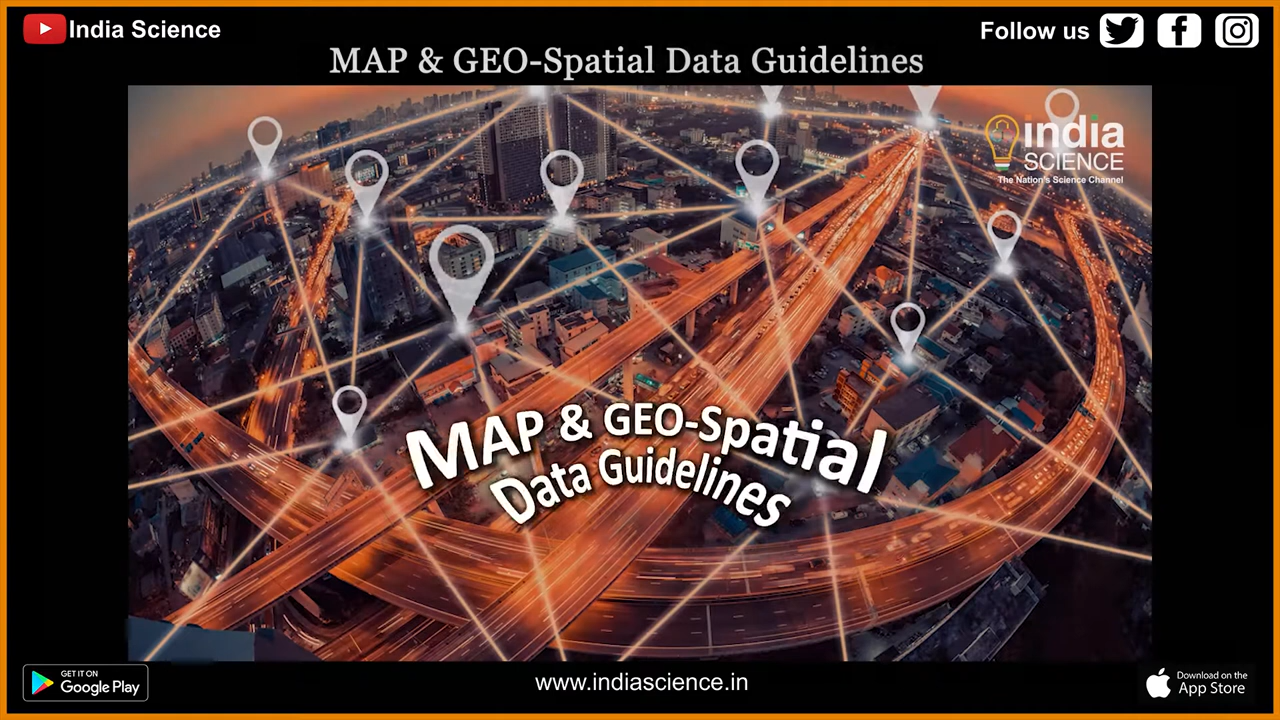 India Science
Follow us
MAP & GEO-Spatial Data Guidelines
india
SCIENCE
The Nation's Science Channel
MAP & GEO-Spatial
Data Guidelines
GET IT ON
Google Play
www.indiascience.in
Download on the
App Store